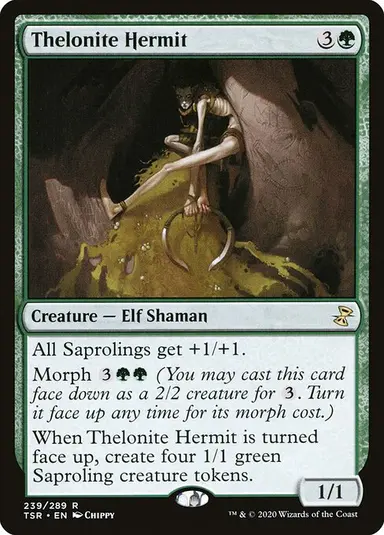 Thelonite Hermit 3
Creature — Elf Shaman
All Saprolings get +1/+1.
Morph 3 (You may cast this card
face down as a 2/2 creature for 3. Turn
it face up any time for its morph cost.)
When Thelonite Hermit is turned
face up, create four 1/1 green
Saproling creature tokens.
1/1
239/289 R
TSR • EN CHIPPY
™ & © 2020 Wizards of the Coast